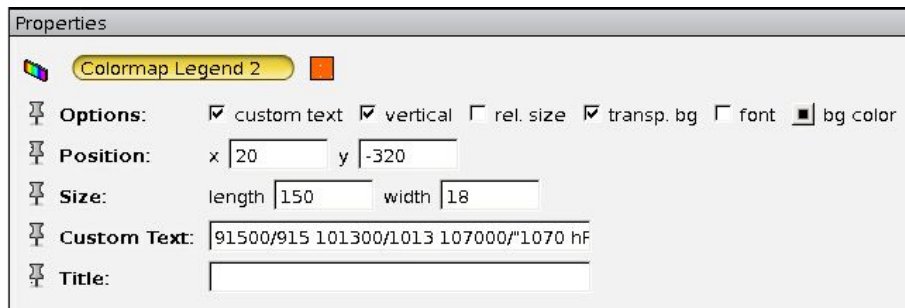 Properties
Colormap Legend 2
Options: custom text vertical rel. size transp. bg font bg color
Position: x 20 y -320
Size: length 150 width 18
Custom Text: 91500/915 101300/1013 107000/"1070 hP
Title: